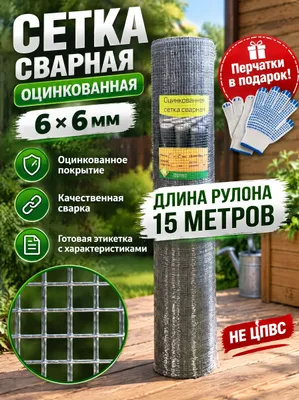 СЕТКА
СВАРНАЯ
ОЦИНКОВАННАЯ
6 × 6 мм
Перчатки
в подарок!
Оцинкованное
покрытие
Качественная
сварка
Готовая этикетка
с характеристиками
Оцинкованная
сетка сварная
ДЛИНА РУЛОНА
15 МЕТРОВ
НЕ ЦПВС